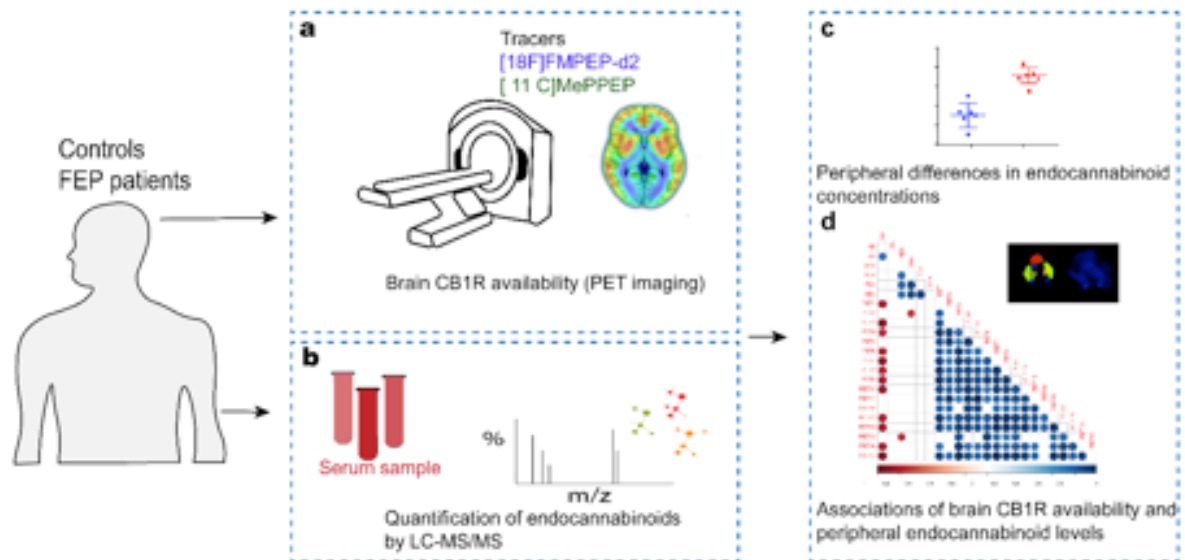 Controls
FEP patients
a
Tracers
[18F]FMPEP-d2
[ 11 C]MePPEP
Brain CB1R availability (PET imaging)
b
Serum sample
%
m/z
Quantification of endocannabinoids
by LC-MS/MS
c
Peripheral differences in endocannabinoid
concentrations
d
Associations of brain CB1R availability and
peripheral endocannabinoid levels